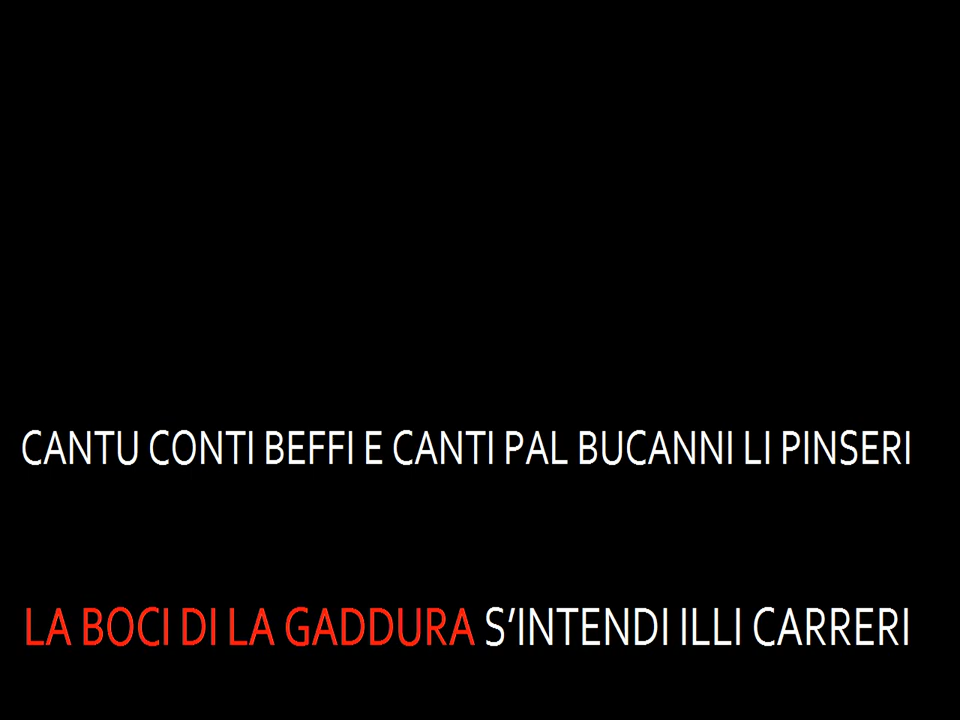 CANTU CONTI BEFFI E CANTI PAL BUCANNI LI PINSERI
LA BOCI DI LA GADDURA S’INTENDI ILLI CARRERI